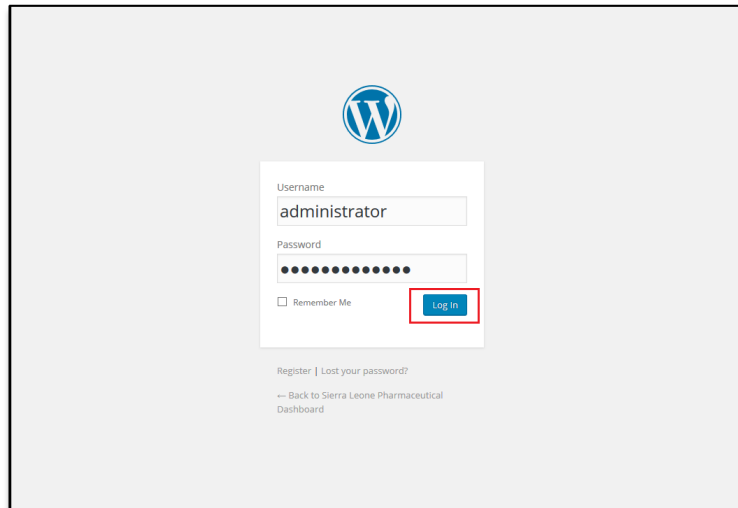 Username
administrator
Password
●●●●●●●●●●●●●
Remember Me
Log In
Register | Lost your password?
← Back to Sierra Leone Pharmaceutical
Dashboard